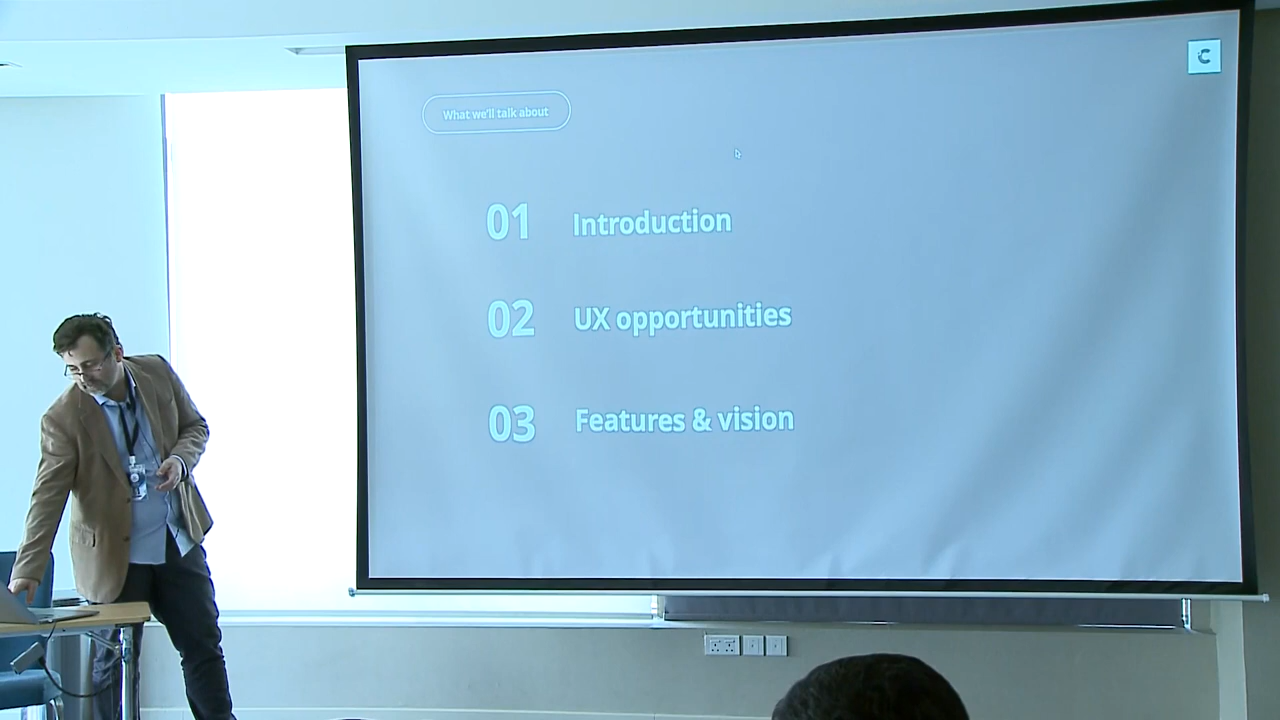 What we'll talk about
C
01 Introduction
02 UX opportunities
03 Features & vision